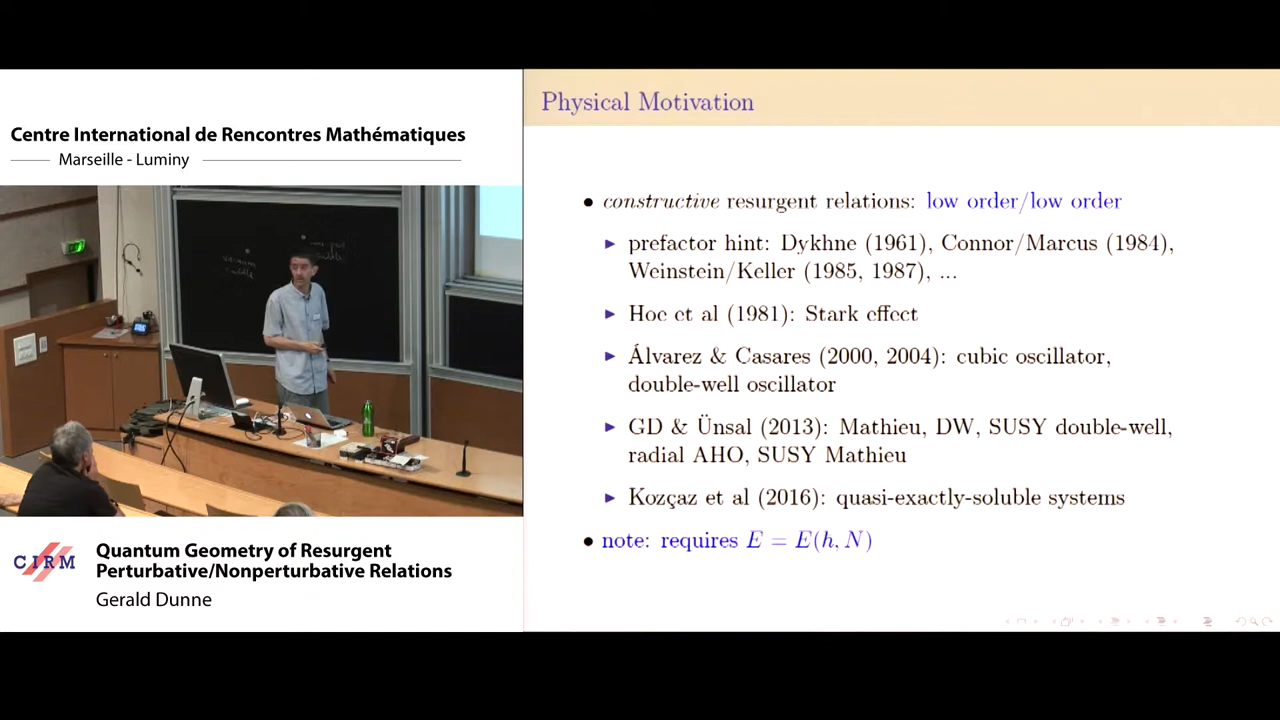 Centre International de Rencontres Mathématiques
Marseille - Luminy
CIRM
Quantum Geometry of Resurgent
Perturbative/Nonperturbative Relations
Gerald Dunne
Physical Motivation
• constructive resurgent relations: low order/low order
▶ prefactor hint: Dykhne (1961), Connor/Marcus (1984),
Weinstein/Keller (1985, 1987), ...
▶ Hoe et al (1981): Stark effect
▶ Álvarez & Casares (2000, 2004): cubic oscillator,
double-well oscillator
▶ GD & Ünsal (2013): Mathieu, DW, SUSY double-well,
radial AHO, SUSY Mathieu
▶ Kozçaz et al (2016): quasi-exactly-soluble systems
• note: requires E = E(h, N)